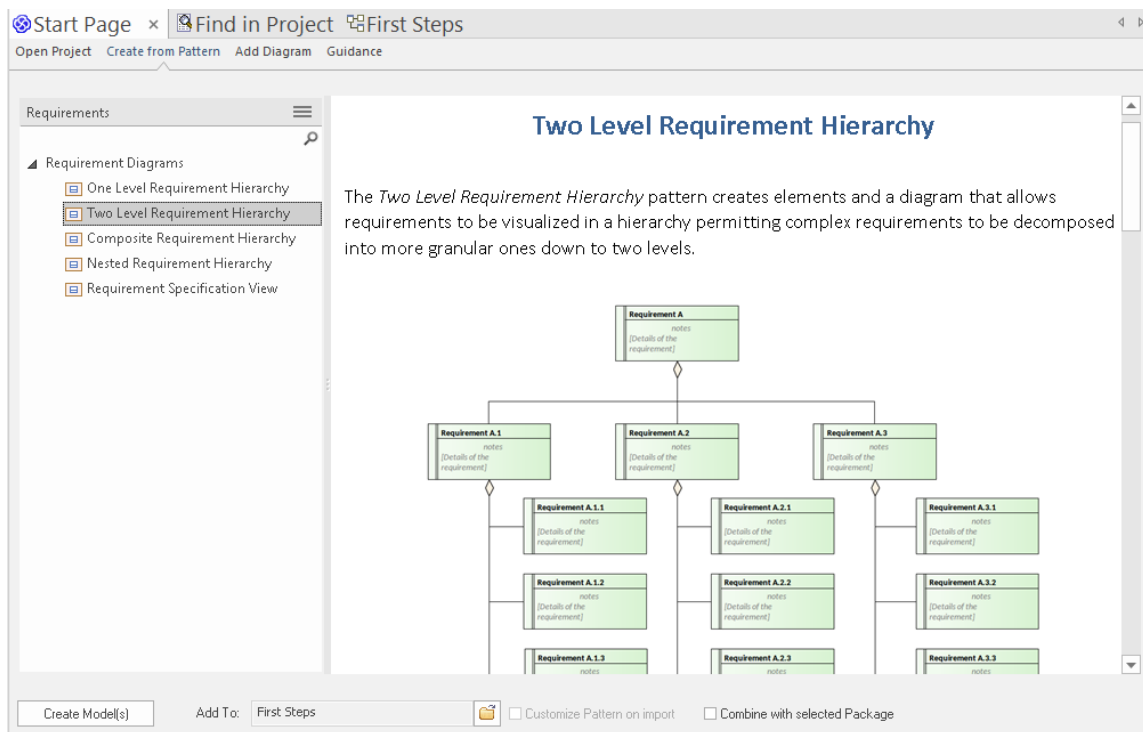 Start Page × Find in Project First Steps
Open Project Create from Pattern Add Diagram Guidance
Requirements
Requirement Diagrams
One Level Requirement Hierarchy
Two Level Requirement Hierarchy
Composite Requirement Hierarchy
Nested Requirement Hierarchy
Requirement Specification View
Two Level Requirement Hierarchy
The Two Level Requirement Hierarchy pattern creates elements and a diagram that allows
requirements to be visualized in a hierarchy permitting complex requirements to be decomposed
into more granular ones down to two levels.
Requirement A
notes
[Details of the
requirement]
Requirement A.1
notes
[Details of the
requirement]
Requirement A.2
notes
[Details of the
requirement]
Requirement A.3
notes
[Details of the
requirement]
Requirement A.1.1
notes
[Details of the
requirement]
Requirement A.2.1
notes
[Details of the
requirement]
Requirement A.3.1
notes
[Details of the
requirement]
Requirement A.1.2
notes
[Details of the
requirement]
Requirement A.2.2
notes
[Details of the
requirement]
Requirement A.3.2
notes
[Details of the
requirement]
Requirement A.1.3
notes
Requirement A.2.3
notes
Requirement A.3.3
notes
Create Model(s) Add To: First Steps Customize Pattern on import Combine with selected Package